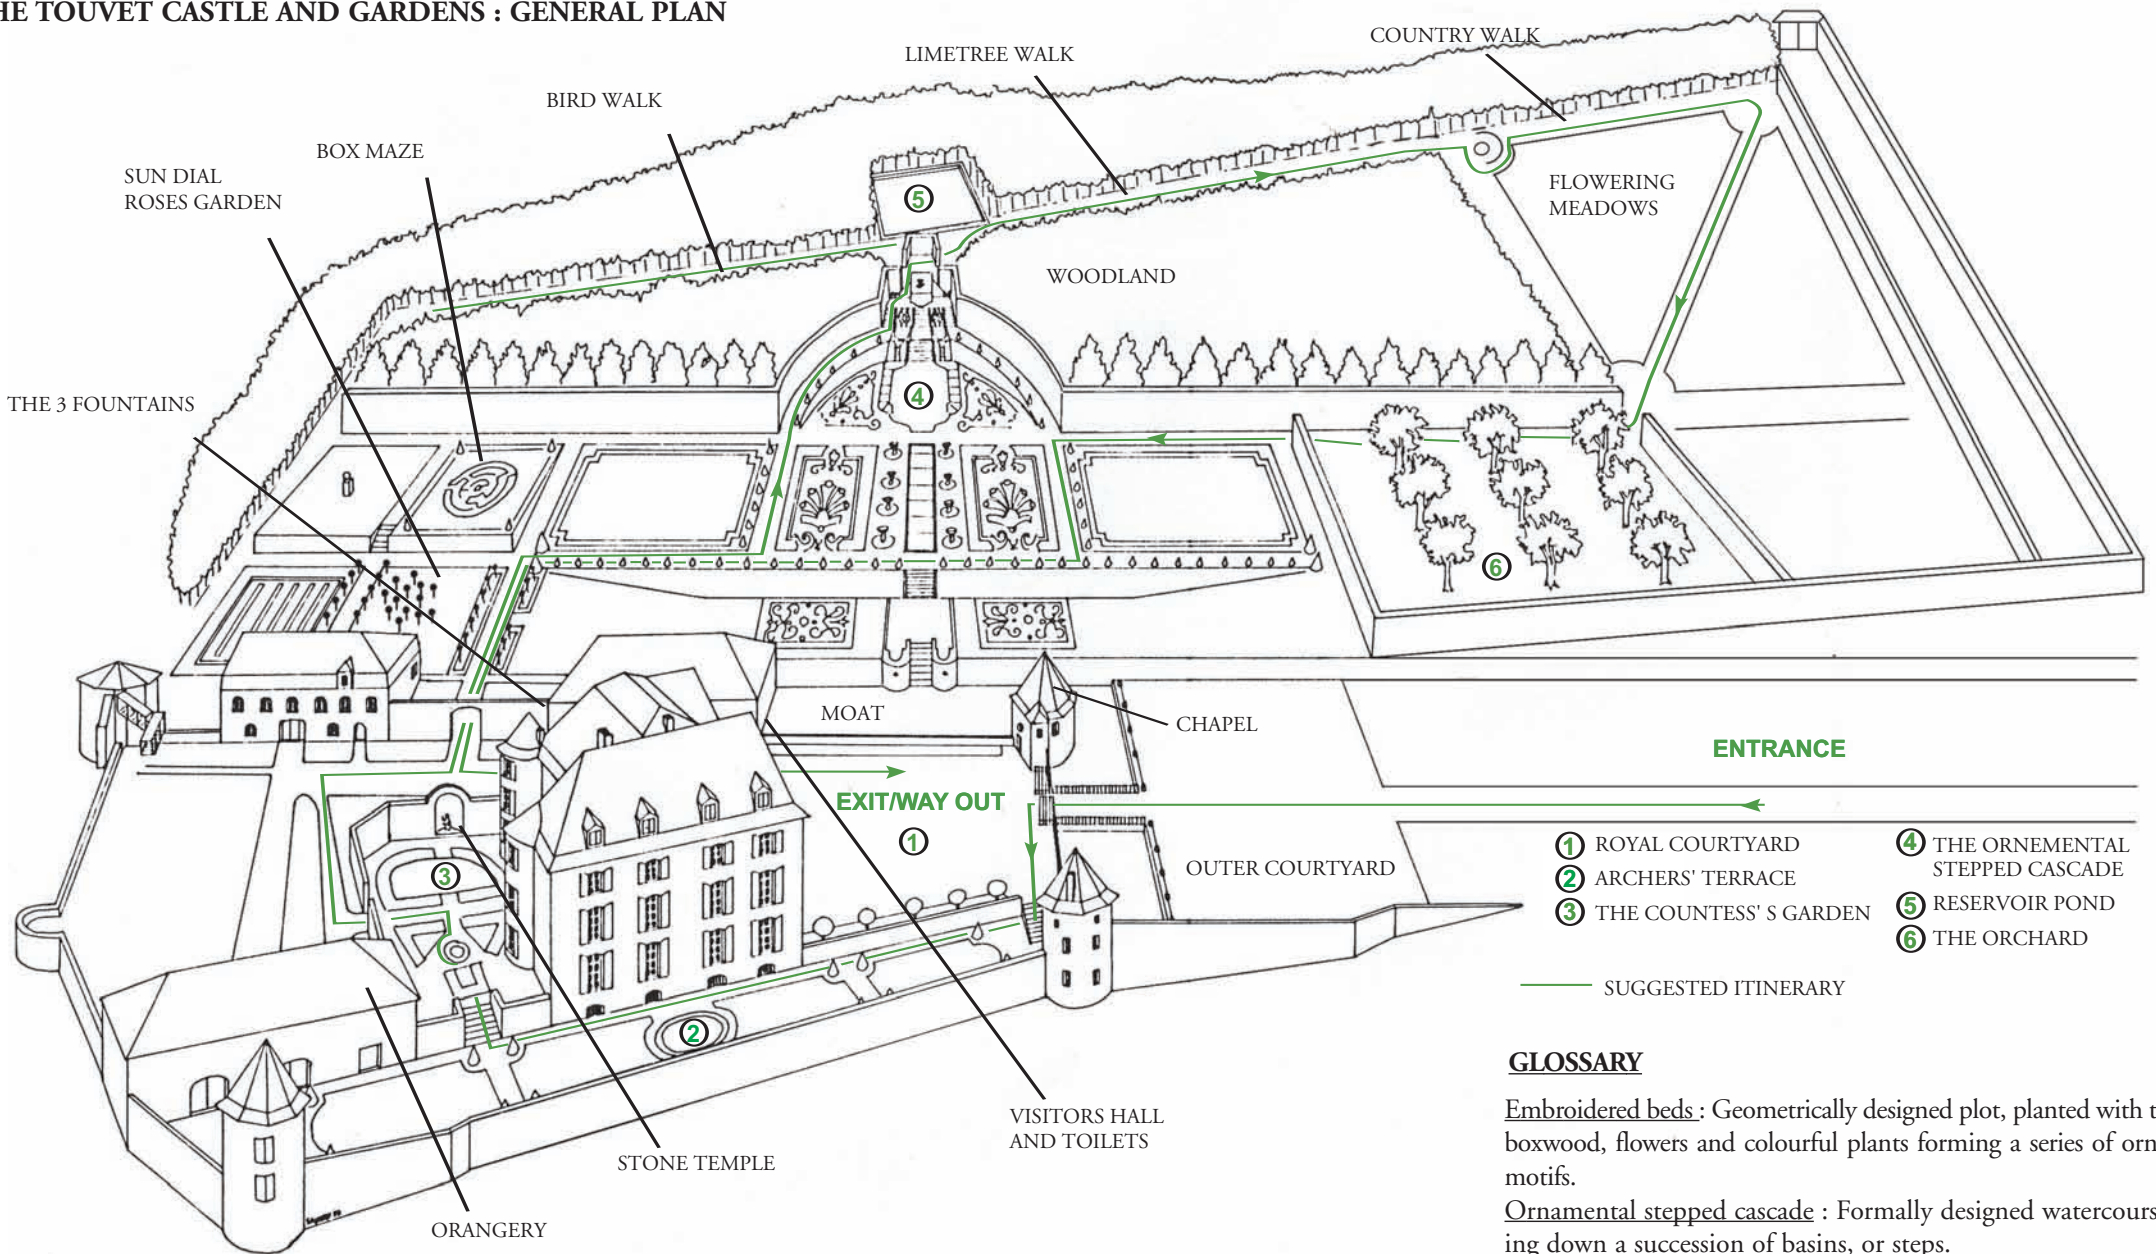 HE TOUVET CASTLE AND GARDENS : GENERAL PLAN
COUNTRY WALK
LIMETREE WALK
BIRD WALK
BOX MAZE
SUN DIAL
ROSES GARDEN
FLOWERING
MEADOWS
5
WOODLAND
THE 3 FOUNTAINS
4
6
MOAT
CHAPEL
ENTRANCE
EXIT/WAY OUT
1
OUTER COURTYARD
3
2
1 ROYAL COURTYARD
2 ARCHERS' TERRACE
3 THE COUNTESS' S GARDEN
4 THE ORNEMENTAL
STEPPED CASCADE
5 RESERVOIR POND
6 THE ORCHARD
SUGGESTED ITINERARY
VISITORS HALL
AND TOILETS
STONE TEMPLE
ORANGERY
GLOSSARY
Embroidered beds : Geometrically designed plot, planted with t
boxwood, flowers and colourful plants forming a series of orn
motifs.
Ornamental stepped cascade : Formally designed watercours
ing down a succession of basins, or steps.